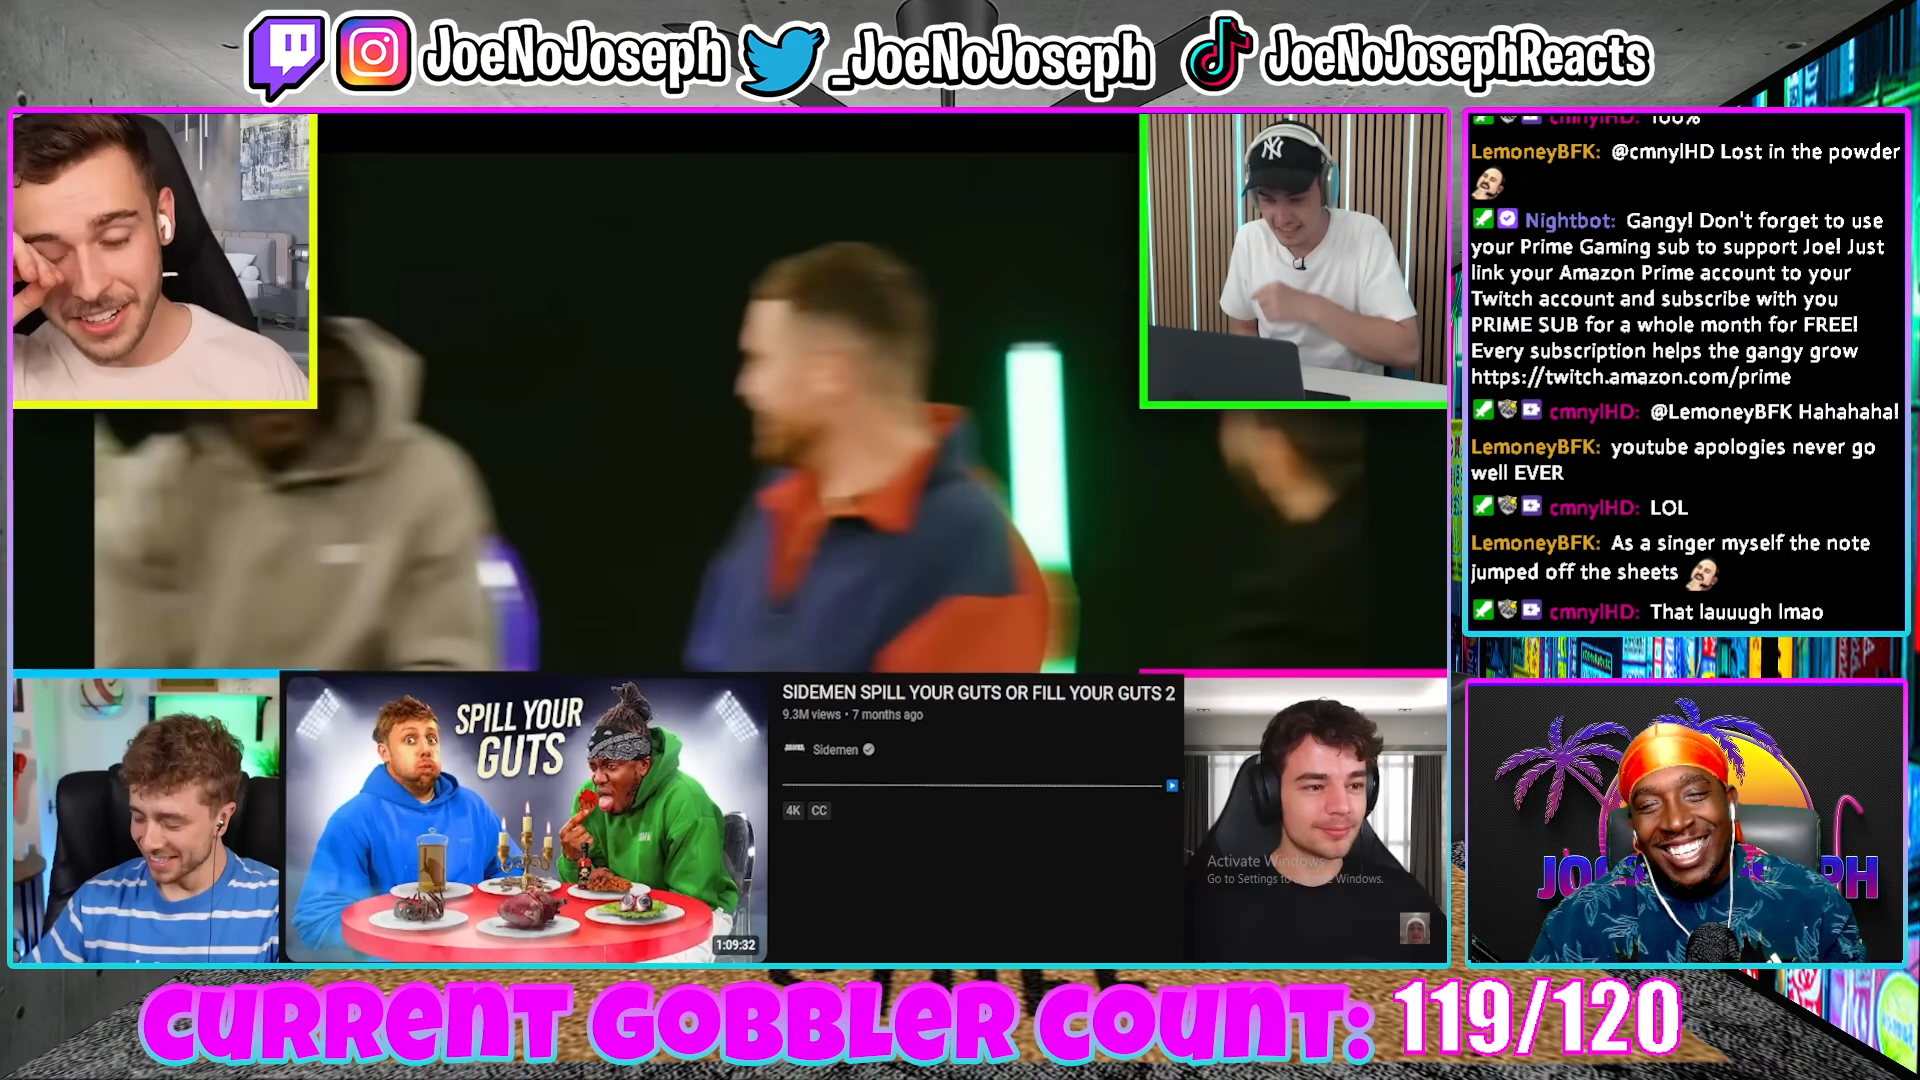 JoeNoJoseph
_JoeNoJoseph
JoeNoJosephReacts
cmnylHD: 100%
LemoneyBFK: @cmnylHD Lost in the powder
Nightbot: Gangy! Don't forget to use
your Prime Gaming sub to support Joe! Just
link your Amazon Prime account to your
Twitch account and subscribe with you
PRIME SUB for a whole month for FREE!
Every subscription helps the gangy grow
https://twitch.amazon.com/prime
cmnylHD: @LemoneyBFK Hahahaha!
LemoneyBFK: youtube apologies never go
well EVER
cmnylHD: LOL
LemoneyBFK: As a singer myself the note
jumped off the sheets
cmnylHD: That lauuugh lmao
SPILL YOUR
GUTS
1:09:32
SIDEMEN SPILL YOUR GUTS OR FILL YOUR GUTS 2
9.3M views • 7 months ago
Sidemen
4K CC
Activate Windows
Go to Settings to Windows.
CURRENT GOBBLER COUNT: 119/120